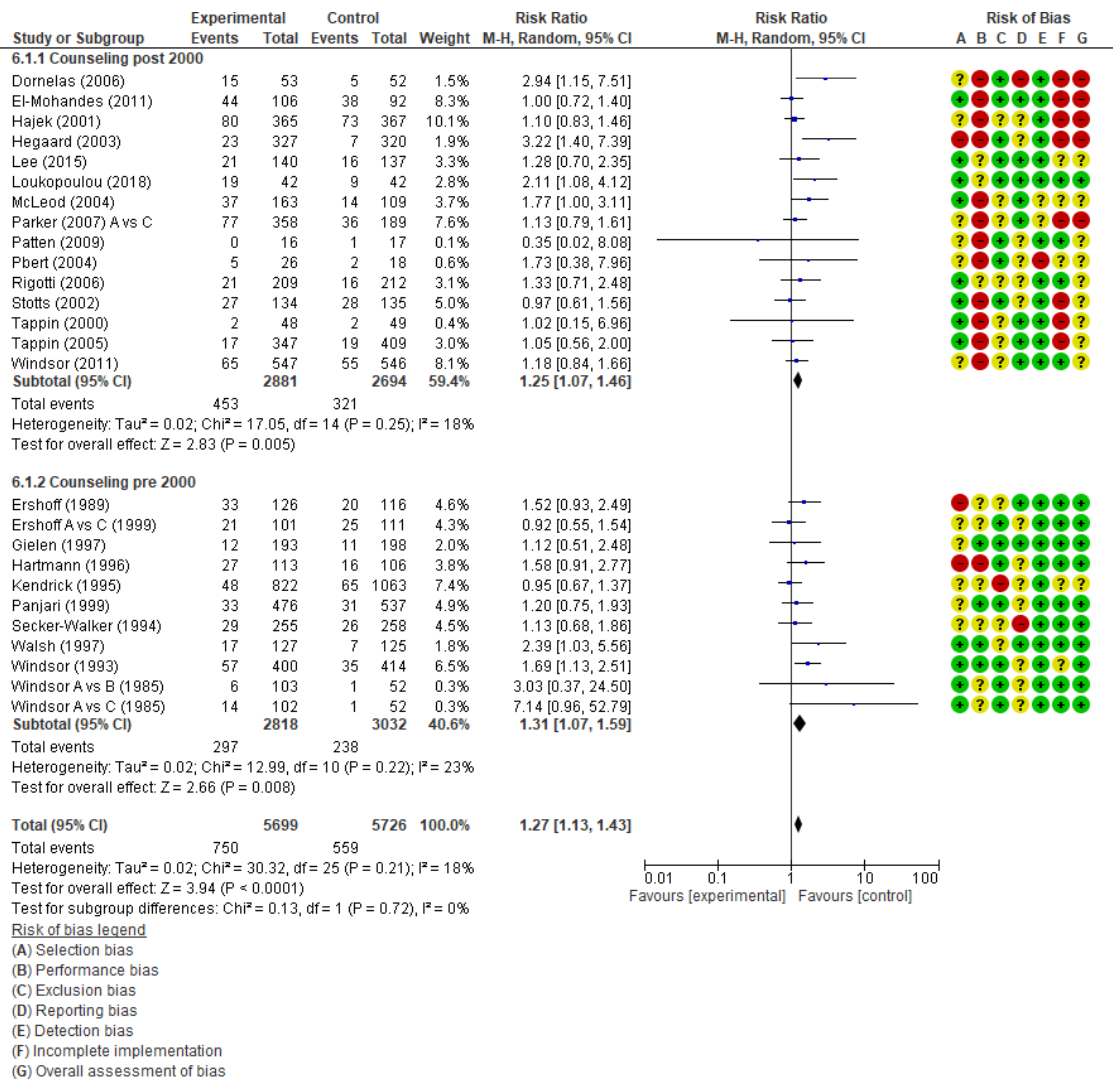 Experimental Control Risk Ratio Risk Ratio Risk of Bias
Study or Subgroup Events Total Events Total Weight M-H, Random, 95% CI M-H, Random, 95% CI A B C D E F G
6.1.1 Counseling post 2000
Dornelas (2006) 15 53 5 52 1.5% 2.94 [1.15, 7.51] ? - + - + - -
El-Mohandes (2011) 44 106 38 92 8.3% 1.00 [0.72, 1.40] + - + + + - -
Hajek (2001) 80 365 73 367 10.1% 1.10 [0.83, 1.46] ? - ? ? + - -
Hegaard (2003) 23 327 7 320 1.9% 3.22 [1.40, 7.39] - - ? ? + - -
Lee (2015) 21 140 16 137 3.3% 1.28 [0.70, 2.35] + ? + + + ? ?
Loukopoulou (2018) 19 42 9 42 2.8% 2.11 [1.08, 4.12] + ? + + + + +
McLeod (2004) 37 163 14 109 3.7% 1.77 [1.00, 3.11] + - + ? ? ? ?
Parker (2007) A vs C 77 358 36 189 7.3% 1.13 [0.79, 1.61] ? - ? + ? - -
Patten (2009) 0 16 1 17 0.1% 0.35 [0.02, 8.08] ? - + ? + + ?
Pbert (2004) 5 26 2 18 0.6% 1.73 [0.38, 7.96] ? - + ? - ? ?
Rigotti (2006) 21 209 16 212 3.1% 1.33 [0.71, 2.48] + ? ? ? + + ?
Stotts (2002) 27 134 28 135 5.0% 0.97 [0.61, 1.56] + - + ? + - ?
Tappin (2000) 2 48 2 49 0.4% 1.02 [0.15, 6.96] + - ? + + - ?
Tappin (2005) 17 347 19 409 3.0% 1.05 [0.56, 2.00] + - + + + - ?
Windsor (2011) 65 547 55 546 8.1% 1.18 [0.84, 1.66] ? - ? + + + ?
Subtotal (95% CI) 2881 2694 59.4% 1.25 [1.07, 1.46]
Total events 453 321
Heterogeneity: Tau² = 0.02; Chi² = 17.05, df = 14 (P = 0.25); I² = 18%
Test for overall effect: Z = 2.83 (P = 0.005)
6.1.2 Counseling pre 2000
Ershoff (1989) 33 126 20 116 4.6% 1.52 [0.93, 2.49] - ? ? + + + +
Ershoff A vs C (1999) 21 101 25 111 4.3% 0.92 [0.55, 1.54] ? ? + ? + + +
Gielen (1997) 12 193 11 198 2.0% 1.12 [0.51, 2.48] ? + + + + + +
Hartmann (1996) 27 113 16 106 3.8% 1.58 [0.91, 2.77] - - + ? + + +
Kendrick (1995) 48 822 65 1063 7.4% 0.95 [0.67, 1.37] ? ? - ? + ? ?
Panjari (1999) 33 476 31 537 4.9% 1.20 [0.75, 1.93] ? + + ? + + +
Secker-Walker (1994) 29 255 26 258 4.5% 1.13 [0.68, 1.86] ? ? ? - + + +
Walsh (1997) 17 127 7 125 1.8% 2.39 [1.03, 5.56] + + ? + + + +
Windsor (1993) 57 400 35 414 6.5% 1.69 [1.13, 2.51] + + + ? + ? +
Windsor A vs B (1985) 6 103 1 52 0.3% 3.03 [0.37, 24.50] + ? + ? + + +
Windsor A vs C (1985) 14 102 1 52 0.3% 7.14 [0.96, 52.79] + ? + ? + + +
Subtotal (95% CI) 2818 3032 40.6% 1.31 [1.07, 1.59]
Total events 297 238
Heterogeneity: Tau² = 0.02; Chi² = 12.99, df = 10 (P = 0.22); I² = 23%
Test for overall effect: Z = 2.66 (P = 0.008)
Total (95% CI) 5699 5726 100.0% 1.27 [1.13, 1.43]
Total events 750 559
Heterogeneity: Tau² = 0.02; Chi² = 30.32, df = 25 (P = 0.21); I² = 18%
Test for overall effect: Z = 3.94 (P < 0.0001)
Test for subgroup differences: Chi² = 0.13, df = 1 (P = 0.72), I² = 0%
0.01 0.1 1 10 100
Favours [experimental] Favours [control]
Risk of bias legend
(A) Selection bias
(B) Performance bias
(C) Exclusion bias
(D) Reporting bias
(E) Detection bias
(F) Incomplete implementation
(G) Overall assessment of bias